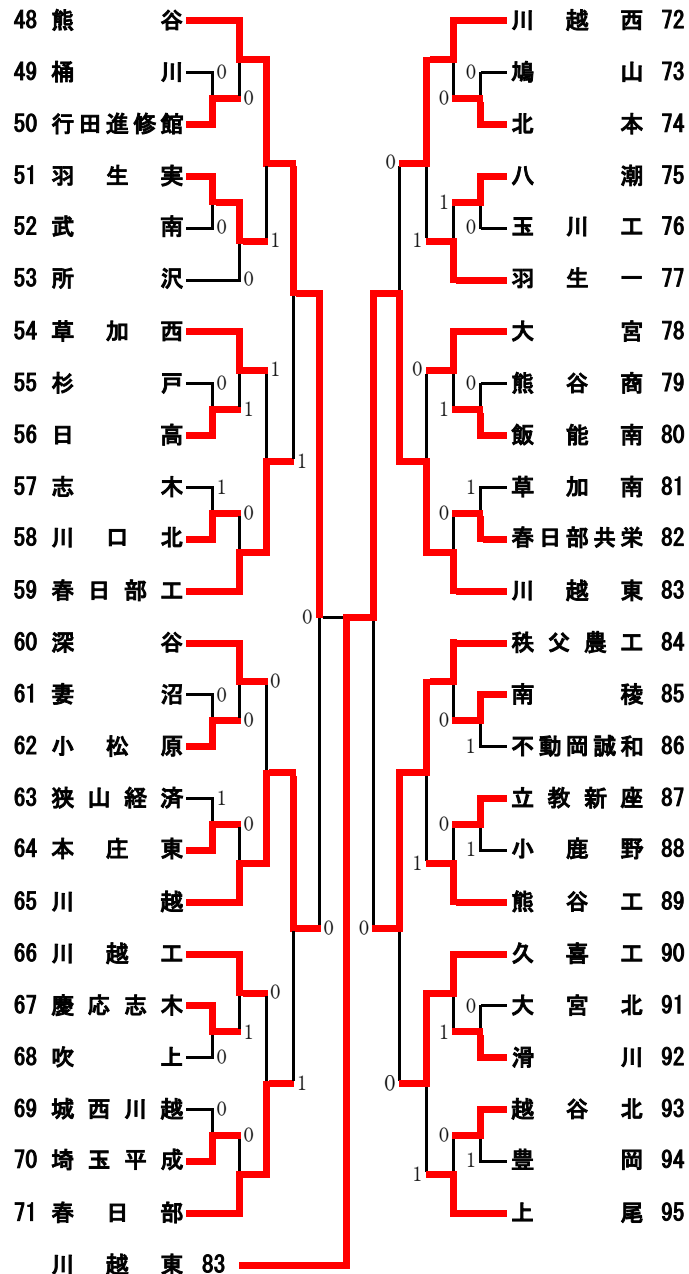 48 熊谷
0
49 桶川
0
50 行田進修館
51 羽生実
1
52 武南
0
53 所沢
0
54 草加西
1
55 杉戸
0
56 日高
1
1
57 志木
1
58 川口北
0
59 春日部工
0
60 深谷
0
61 妻沼
0
62 小松原
0
63 狭山経済
1
64 本庄東
0
65 川越
0
66 川越工
0
67 慶応志木
1
68 吹上
0
69 城西川越
0
1
70 埼玉平成
0
71 春日部
川越西 72
鳩山 73
0
北本 74
0
0
八潮 75
1
玉川工 76
0
羽生一 77
1
大宮 78
0
熊谷商 79
0
飯能南 80
1
草加南 81
1
春日部共栄 82
0
川越東 83
秩父農工 84
南稜 85
0
不動岡誠和 86
1
立教新座 87
0
小鹿野 88
1
熊谷工 89
1
0
久喜工 90
大宮北 91
0
滑川 92
1
0
越谷北 93
0
豊岡 94
1
上尾 95
1
川越東 83